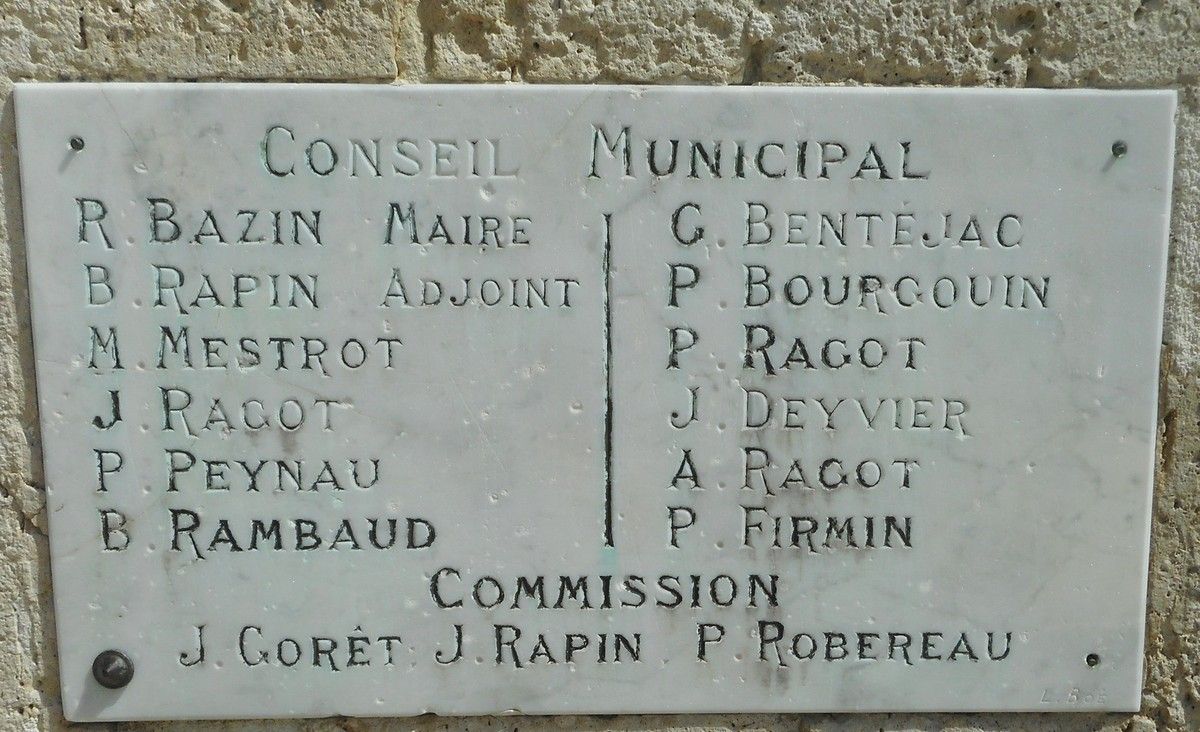 CONSEIL MUNICIPAL
R. BAZIN MAIRE
B. RAPIN ADJOINT
M. MESTROT
J. RAGOT
P. PEYNAU
B. RAMBAUD
G. BENTÉJAC
P. BOURGOUIN
P. RAGOT
J. DEYVIER
A. RAGOT
P. FIRMIN
COMMISSION
J. GORÊT. J. RAPIN. P. ROBEREAU